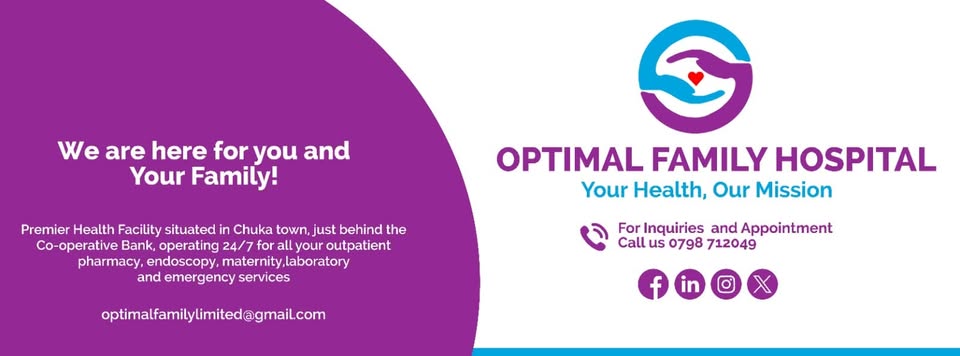 We are here for you and
Your Family!
Premier Health Facility situated in Chuka town, just behind the
Co-operative Bank, operating 24/7 for all your outpatient
pharmacy, endoscopy, maternity,laboratory
and emergency services
optimalfamilylimited@gmail.com
OPTIMAL FAMILY HOSPITAL
Your Health, Our Mission
For Inquiries and Appointment
Call us 0798 712049